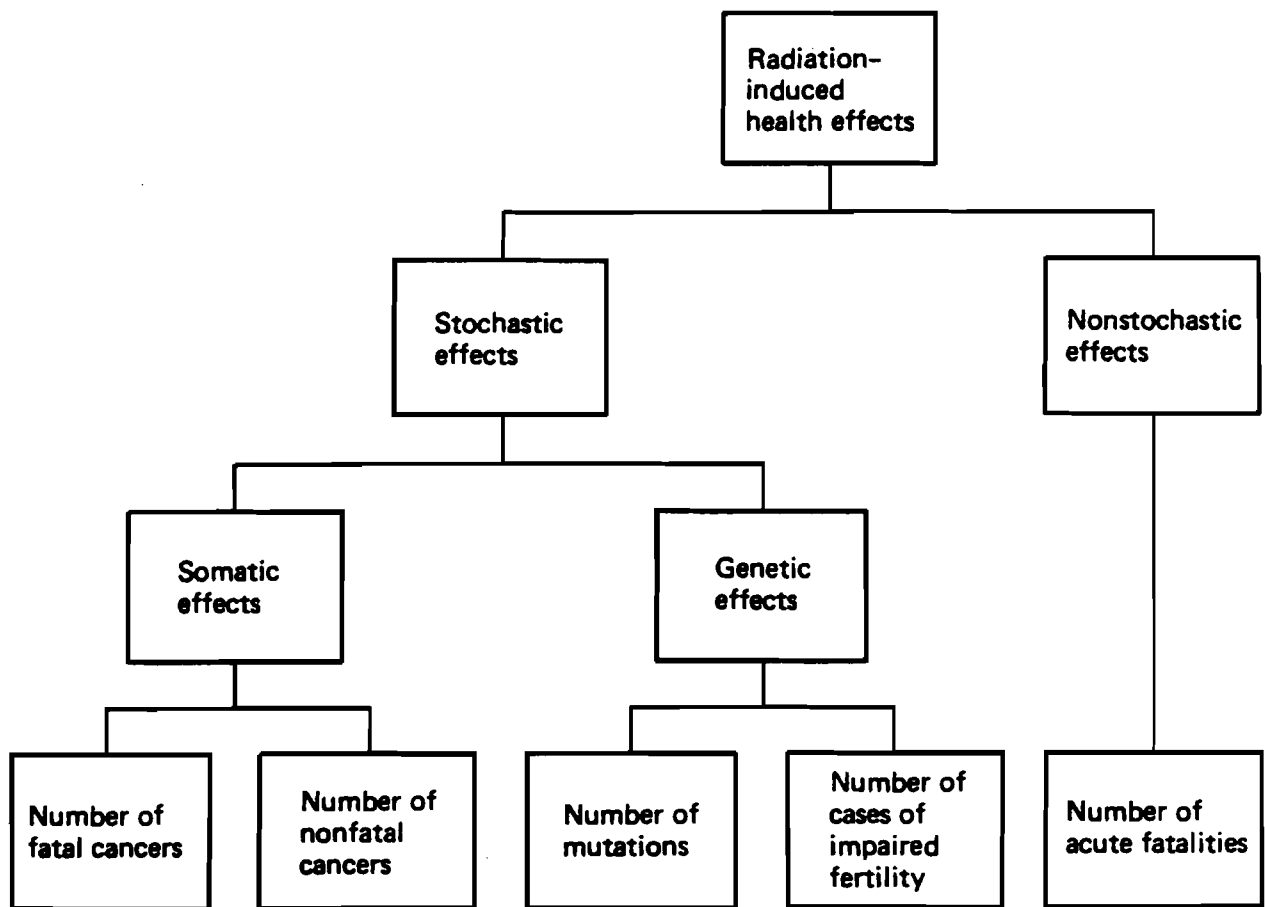 Radiation-
induced
health effects
Stochastic
effects
Nonstochastic
effects
Somatic
effects
Genetic
effects
Number of
fatal cancers
Number of
nonfatal
cancers
Number of
mutations
Number of
cases of
impaired
fertility
Number of
acute fatalities